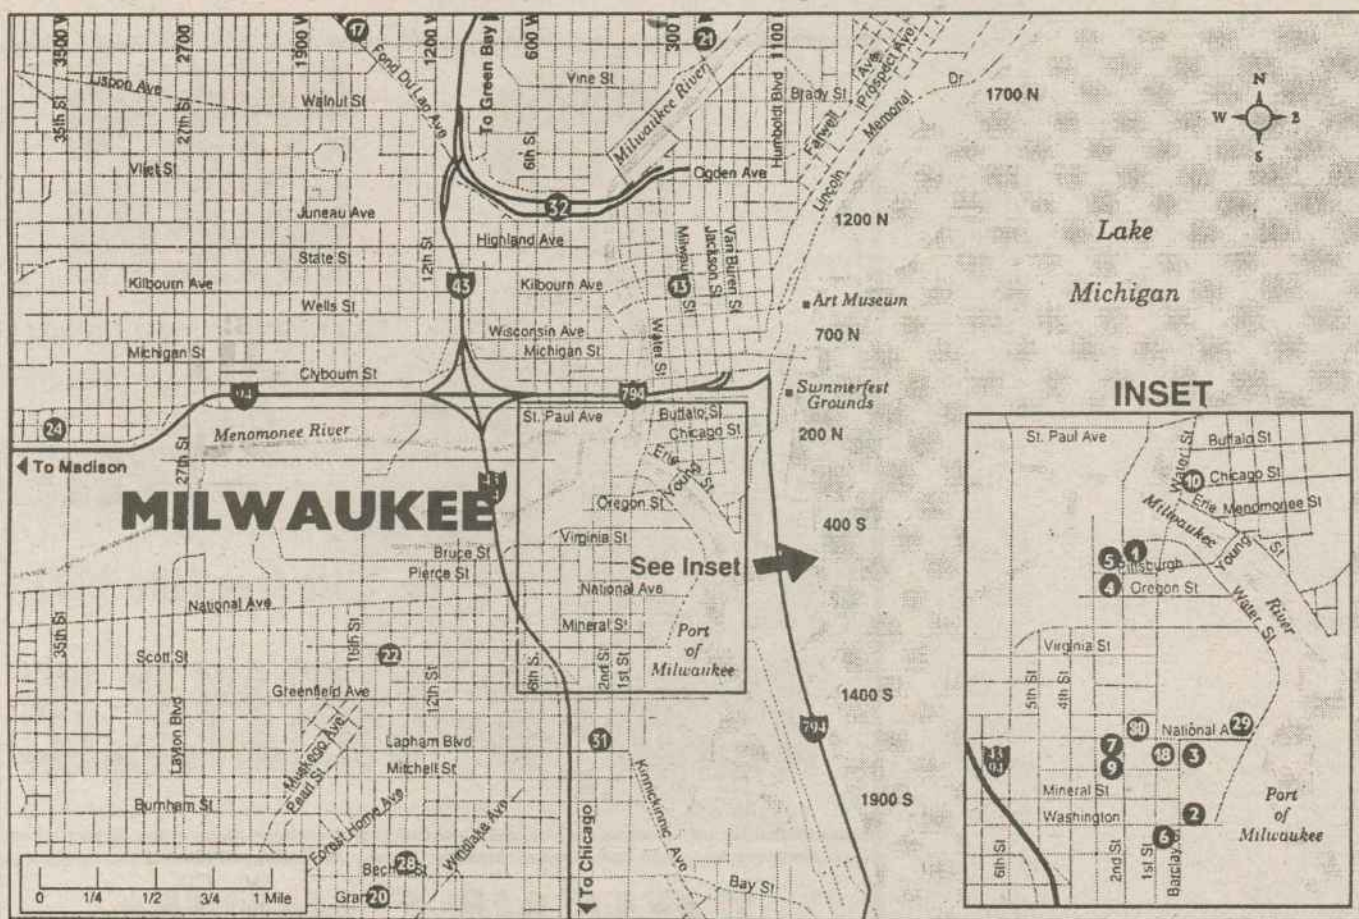 3500 W
2700
1900 W
17
1200 W
To Green Bay
600 W
300
21
1100
Fond Du Lac Ave
Lisbon Ave
35th St
27th St
Walnut St
Vine St
Milwaukee River
Humboldt Blvd
Brady St
Ave
Prospect Ave
Farwell
Memorial
Dr
1700 N
N
W
S
Vliet St
6th St
Ogden Ave
Lincoln
Juneau Ave
32
1200 N
Lake
Michigan
12th St
Highland Ave
State St
Kilbourn Ave
43
Kilbourn Ave
13
Jackson St
Van Buren St
Art Museum
Wells St
Wisconsin Ave
Water St
700 N
Michigan St
Michigan St
Clybourn St
94
794
Summerfest
Grounds
24
Menomonee River
St. Paul Ave
Buffalo St
Chicago St
200 N
To Madison
27th St
Erie
Young St
MILWAUKEE
Oregon St
400 S
Virginia St
Bruce St
Pierce St
See Inset
National Ave
National Ave
35th St
16th St
Mineral St
Port
of
Milwaukee
Scott St
22
6th S.
2nd St
1st St
Greenfield Ave
12th St
1400 S
Layton Blvd
Muskego Ave
Pearl St
Lapham Blvd
31
794
Mitchell St
Kinnickinnic Ave
Burnham St
Forest Home Ave
Windlake Ave
1900 S
To Chicago
28
Bay St
20
0 1/4 1/2 3/4 1 Mile
INSET
St. Paul Ave
Water St
Buffalo St
10
Chicago St
Erie
Menomonee St
Milwaukee
River
Young
St
5
Pittsburgh
4
Oregon St
Water St
Virginia St
5th St
4th St
30
National A
29
7
18
3
9
Mineral St
Washington
2
6
6th St
2nd St
1st St
Barclay
Port
of
Milwaukee